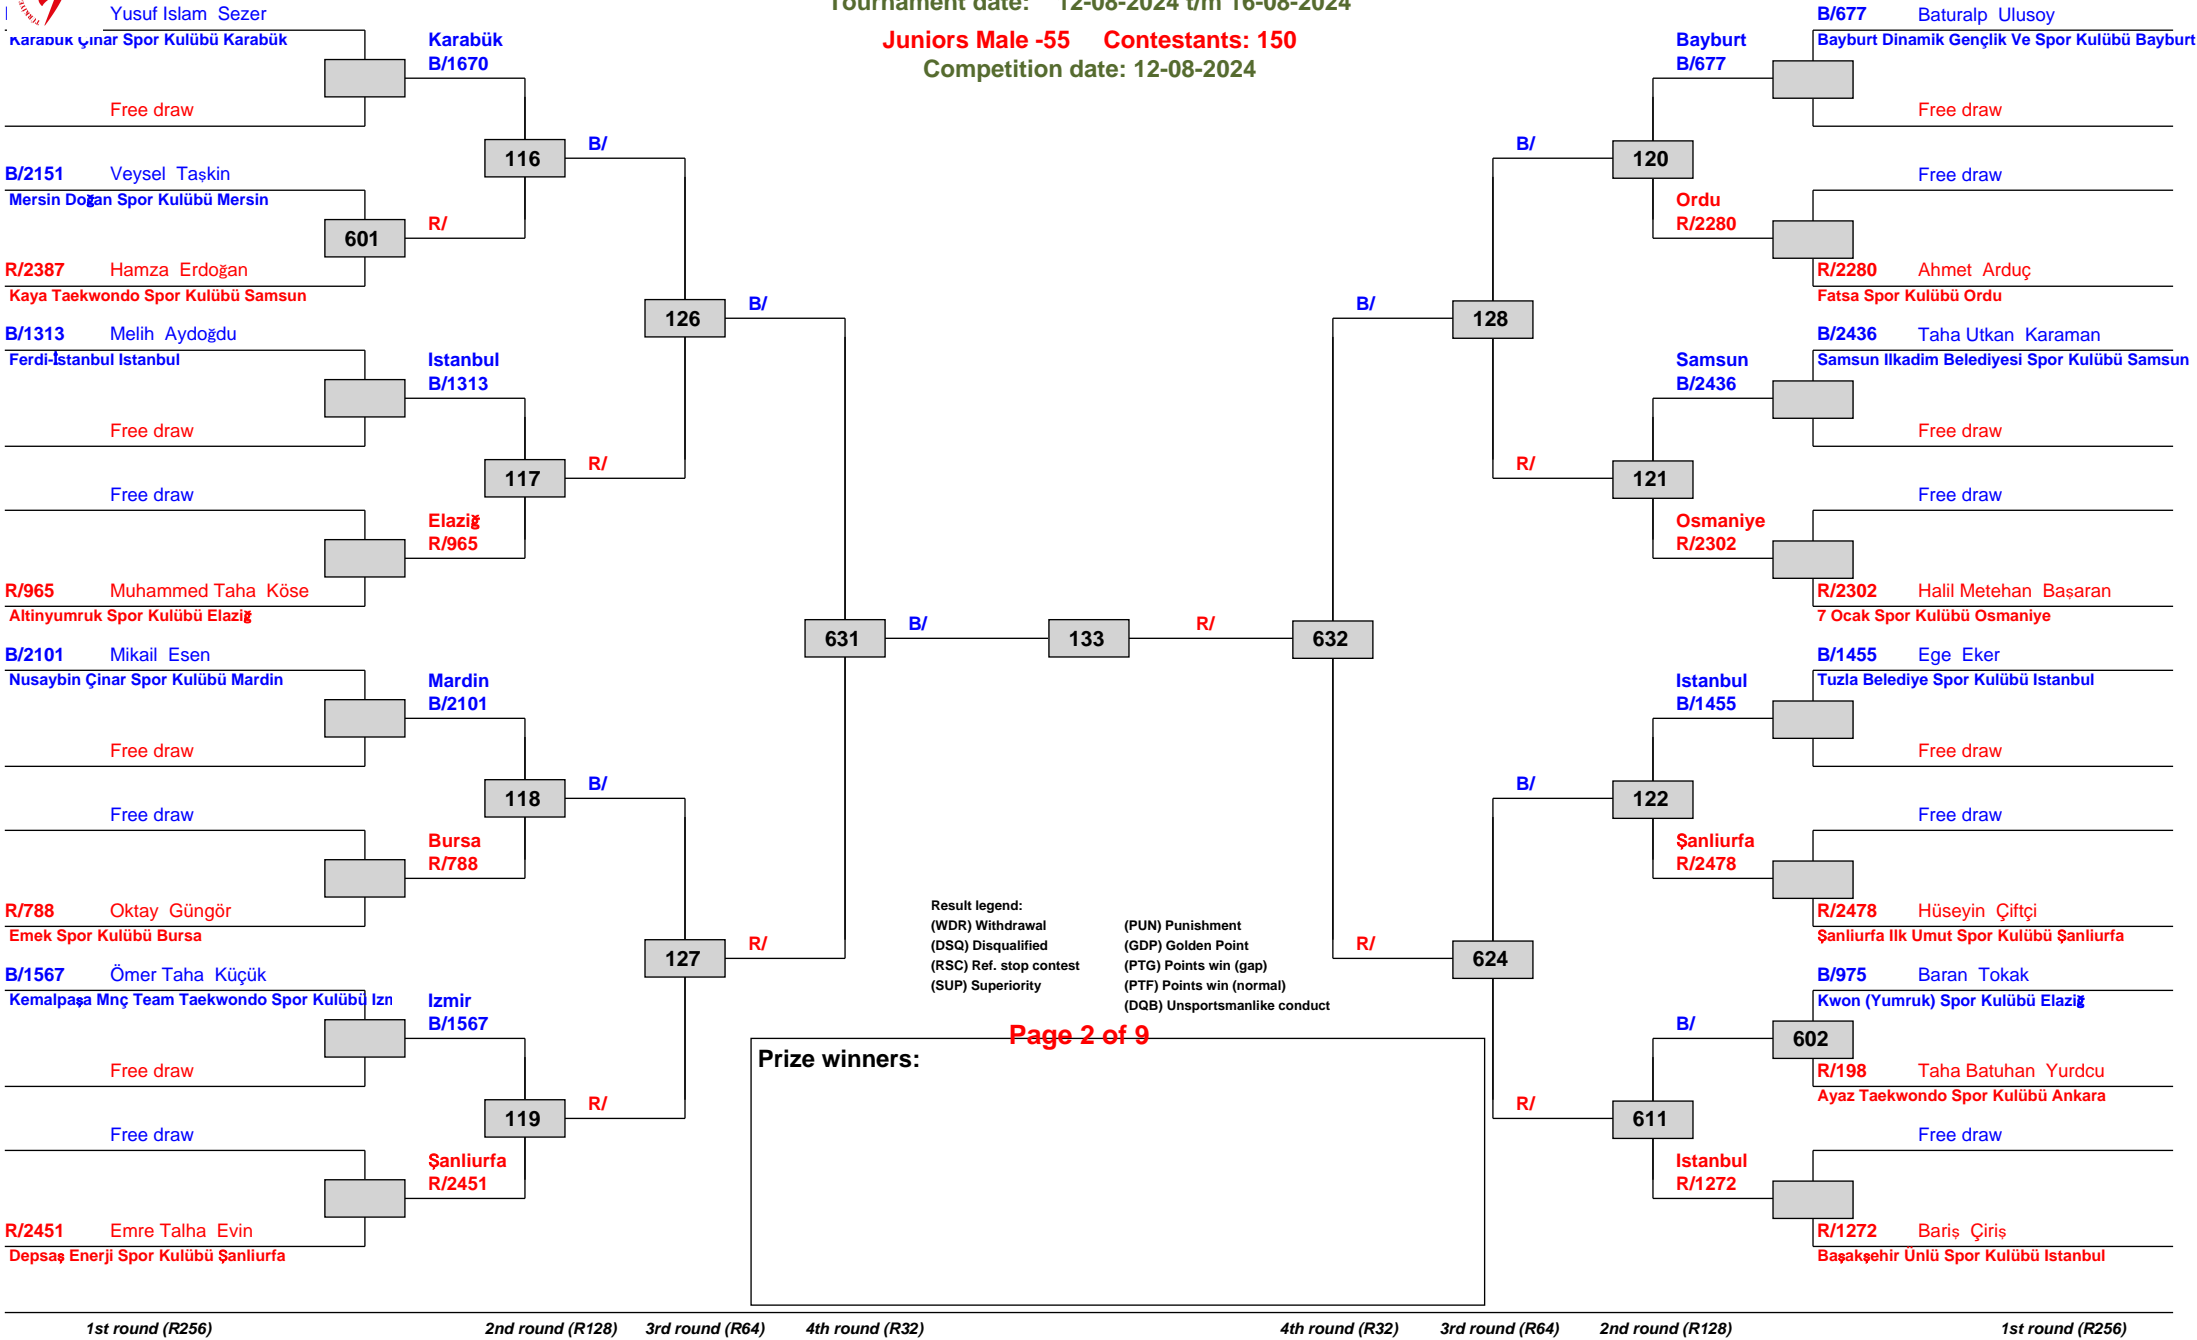 Tournament date: 12-08-2024 t/m 16-08-2024
Juniors Male -55 Contestants: 150
Competition date: 12-08-2024
Yusuf Islam Sezer
Karabük Çinar Spor Kulübü Karabük
Free draw
Karabük
B/1670
116
B/
B/2151 Veysel Taşkin
Mersin Doğan Spor Kulübü Mersin
601
R/
R/2387 Hamza Erdoğan
Kaya Taekwondo Spor Kulübü Samsun
126
B/
B/1313 Melih Aydoğdu
Ferdi-İstanbul Istanbul
Istanbul
B/1313
Free draw
117
R/
Free draw
Elaziğ
R/965
R/965 Muhammed Taha Köse
Altinyumruk Spor Kulübü Elaziğ
631
B/
133
R/
632
B/2101 Mikail Esen
Nusaybin Çinar Spor Kulübü Mardin
Mardin
B/2101
Free draw
118
B/
Free draw
Bursa
R/788
R/788 Oktay Güngör
Emek Spor Kulübü Bursa
127
R/
B/1567 Ömer Taha Küçük
Kemalpaşa Mnç Team Taekwondo Spor Kulübü Izn
Izmir
B/1567
Free draw
119
R/
Free draw
Şanliurfa
R/2451
R/2451 Emre Talha Evin
Depsaş Enerji Spor Kulübü Şanliurfa
B/677 Baturalp Ulusoy
Bayburt Dinamik Gençlik Ve Spor Kulübü Bayburt
Bayburt
B/677
Free draw
B/
120
Free draw
Ordu
R/2280
R/2280 Ahmet Arduç
Fatsa Spor Kulübü Ordu
B/
128
B/2436 Taha Utkan Karaman
Samsun Ilkadim Belediyesi Spor Kulübü Samsun
Samsun
B/2436
Free draw
R/
121
Free draw
Osmaniye
R/2302
R/2302 Halil Metehan Başaran
7 Ocak Spor Kulübü Osmaniye
B/1455 Ege Eker
Tuzla Belediye Spor Kulübü Istanbul
Istanbul
B/1455
Free draw
B/
122
Free draw
Şanliurfa
R/2478
R/2478 Hüseyin Çiftçi
Şanliurfa Ilk Umut Spor Kulübü Şanliurfa
R/
624
B/975 Baran Tokak
Kwon (Yumruk) Spor Kulübü Elaziğ
B/
602
R/198 Taha Batuhan Yurdcu
Ayaz Taekwondo Spor Kulübü Ankara
R/
611
Free draw
Istanbul
R/1272
R/1272 Bariş Çiriş
Başakşehir Ünlü Spor Kulübü Istanbul
Result legend:
(WDR) Withdrawal (PUN) Punishment
(DSQ) Disqualified (GDP) Golden Point
(RSC) Ref. stop contest (PTG) Points win (gap)
(SUP) Superiority (PTF) Points win (normal)
(DQB) Unsportsmanlike conduct
Page 2 of 9
Prize winners:
1st round (R256) 2nd round (R128) 3rd round (R64) 4th round (R32) 4th round (R32) 3rd round (R64) 2nd round (R128) 1st round (R256)